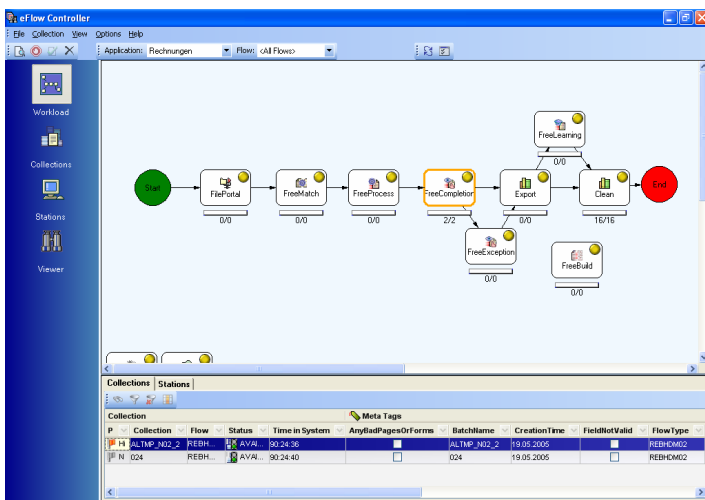 eFlow Controller
File Collection View Options Help
Application: Rechnungen Flow: <All Flows>
Workload
Collections
Stations
Viewer
FreeLearning
0/0
Start
FilePortal
0/0
FreeMatch
0/0
FreeProcess
0/0
FreeCompletion
2/2
Export
0/0
Clean
16/16
End
FreeException
0/0
FreeBuild
0/0
Collections Stations
Collection Meta Tags
P Collection Flow Status Time in System AnyBadPagesOrForms BatchName CreationTime FieldNotValid FlowType
H ALTMP_N02_2 REBH... AVAI... 90:24:36 ALTMP_N02_2 19.05.2005 REBHDM02
N 024 REBH... AVAI... 90:24:40 024 19.05.2005 REBHDM02